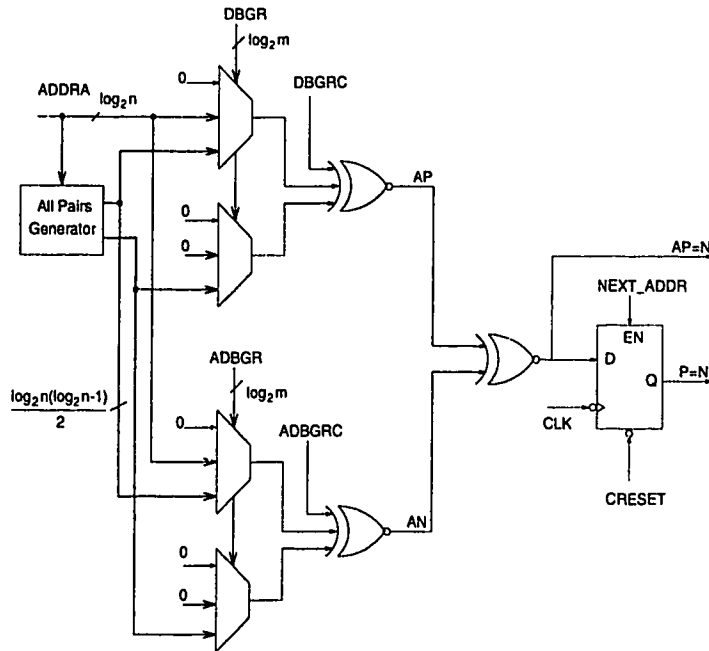 DBGR
log₂m
0
ADDRA
log₂n
DBGRC
AP
All Pairs
Generator
0
0
AP=N
NEXT_ADDR
EN
D
Q
P=N
CLK
CRESET
ADBGR
log₂m
log₂n(log₂n-1)
2
0
ADBGRC
AN
0
0